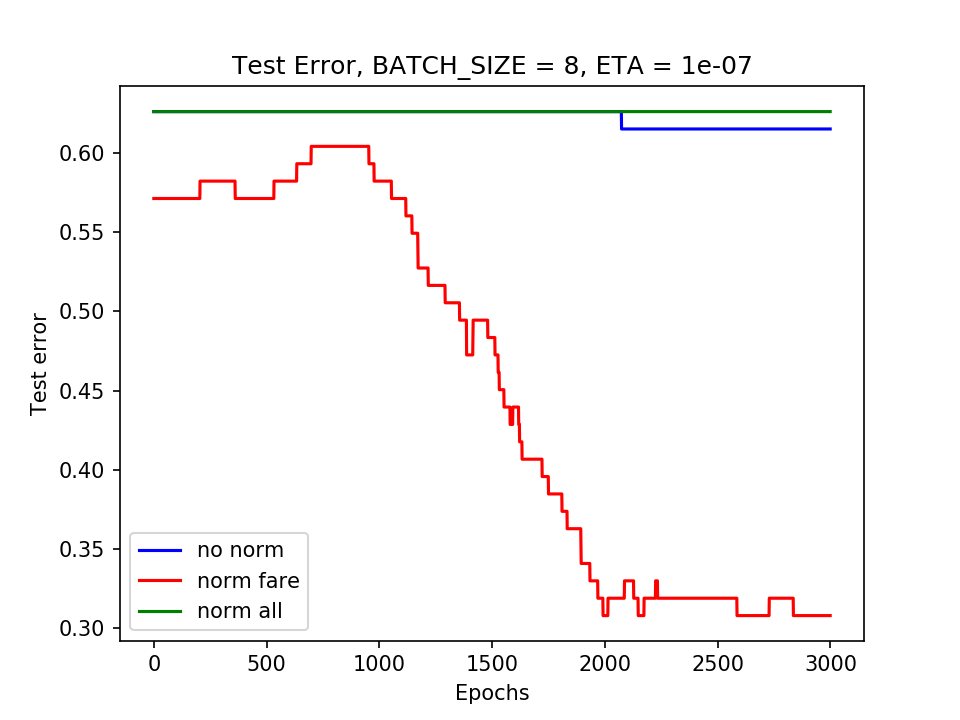 Test Error, BATCH_SIZE = 8, ETA = 1e-07
Test error
0.60
0.55
0.50
0.45
0.40
0.35
0.30
no norm
norm fare
norm all
0 500 1000 1500 2000 2500 3000
Epochs